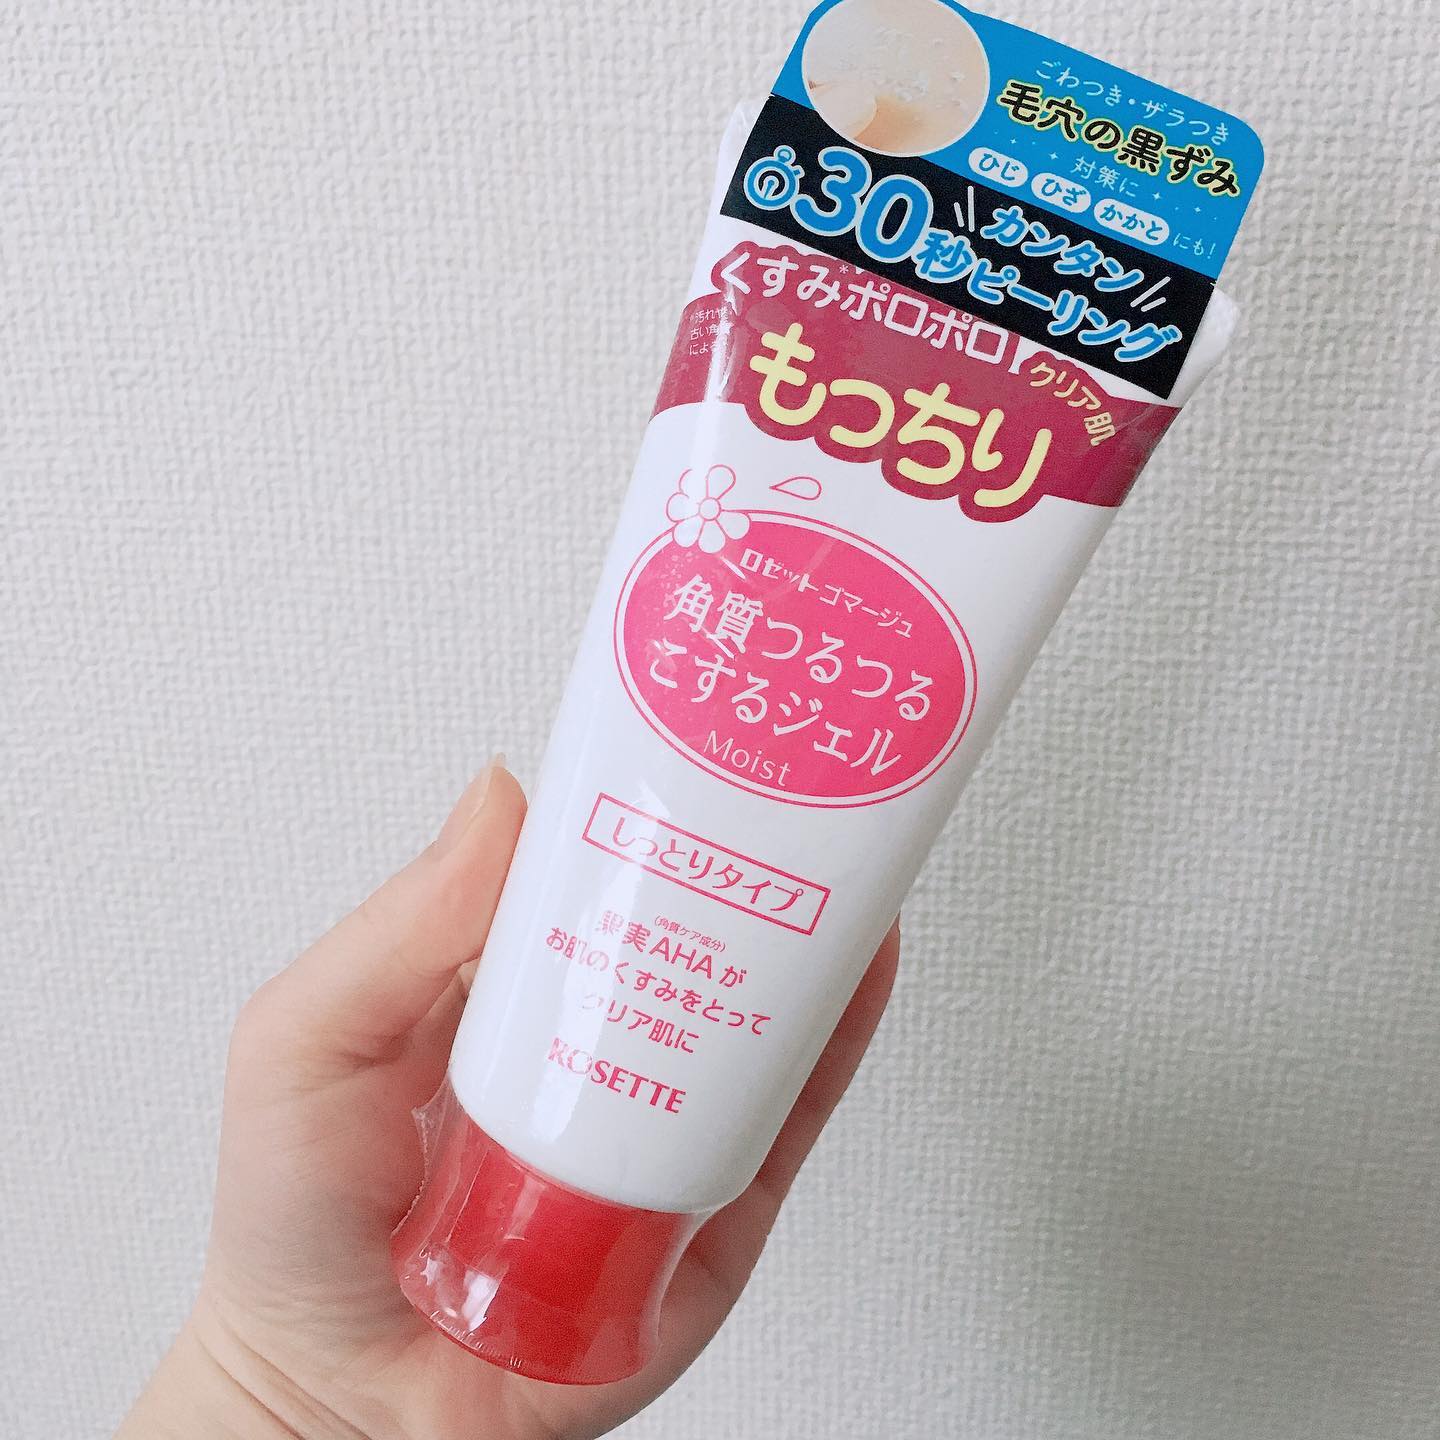 ごわつき・ザラつき
毛穴の黒ずみ
対策に
ひじ ひざ かかと にも!
カンタン
30秒ピーリング
くすみ*ポロポロ
クリア肌
もっちり
ロゼット ゴマージュ
角質つるつる
こするジェル
Moist
しっとりタイプ
(角質ケア成分)
果実AHAが
お肌のくすみをとって
クリア肌に
ROSETTE